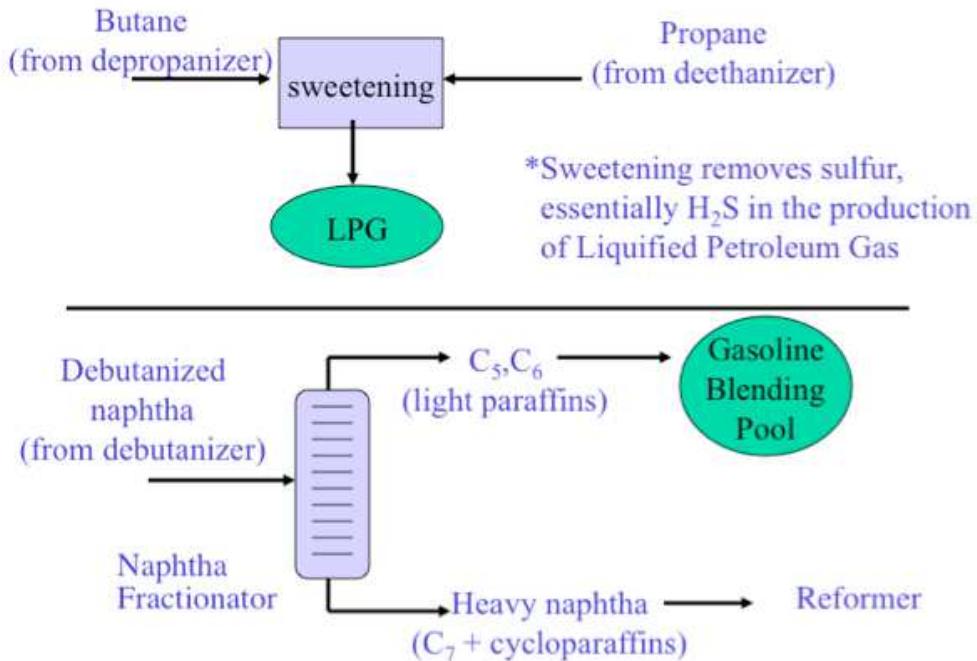 Butane
(from depropanizer)
sweetening
Propane
(from deethanizer)
LPG
*Sweetening removes sulfur,
essentially H₂S in the production
of Liquified Petroleum Gas
Debutanized
naphtha
(from debutanizer)
C₅,C₆
(light paraffins)
Gasoline
Blending
Pool
Naphtha
Fractionator
Heavy naphtha
(C₇ + cycloparaffins)
Reformer